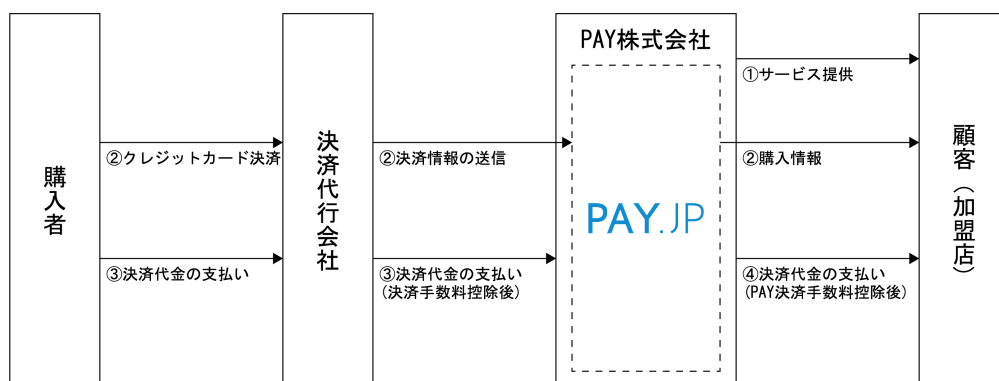 購入者
②クレジットカード決済
③決済代金の支払い
決済代行会社
②決済情報の送信
③決済代金の支払い
(決済手数料控除後)
PAY株式会社
PAY.JP
①サービス提供
②購入情報
④決済代金の支払い
(PAY決済手数料控除後)
顧客（加盟店）